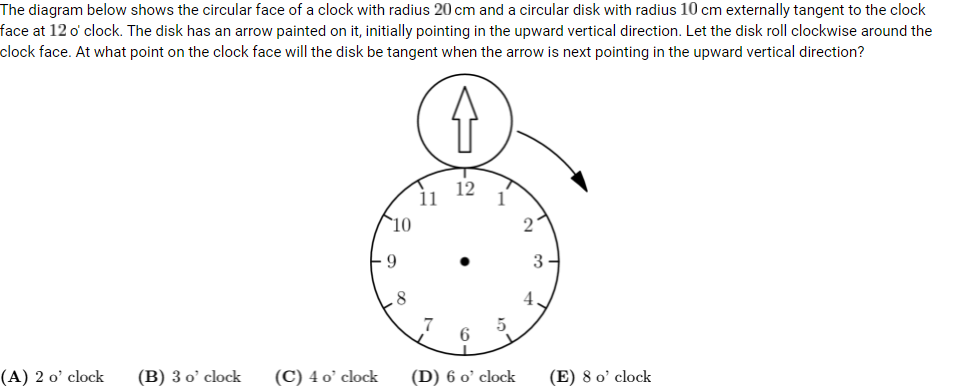 The diagram below shows the circular face of a clock with radius 20 cm and a circular disk with radius 10 cm externally tangent to the clock
face at 12 o' clock. The disk has an arrow painted on it, initially pointing in the upward vertical direction. Let the disk roll clockwise around the
clock face. At what point on the clock face will the disk be tangent when the arrow is next pointing in the upward vertical direction?
11 12 1
10 2
9 3
8 4
7 6 5
(A) 2 o' clock (B) 3 o' clock (C) 4 o' clock (D) 6 o' clock (E) 8 o' clock